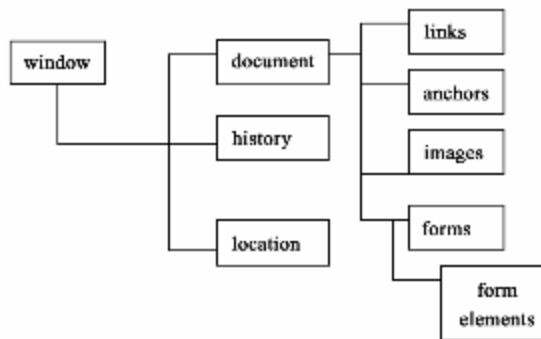 window
document
history
location
links
anchors
images
forms
form
elements